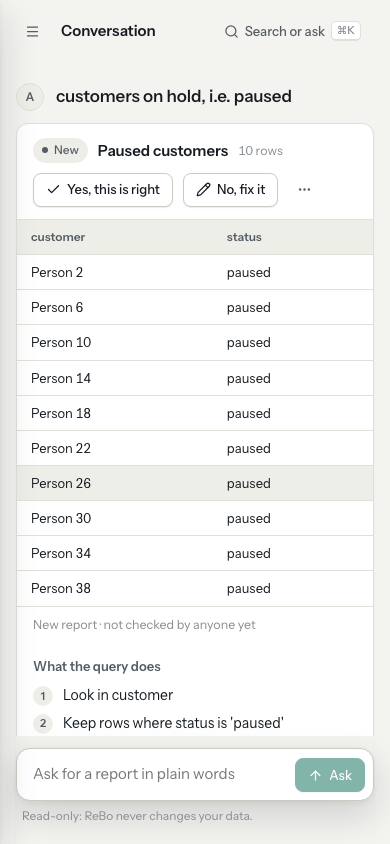 Conversation
Search or ask ⌘K
A
customers on hold, i.e. paused
New
Paused customers
10 rows
Yes, this is right
No, fix it
customer status
Person 2 paused
Person 6 paused
Person 10 paused
Person 14 paused
Person 18 paused
Person 22 paused
Person 26 paused
Person 30 paused
Person 34 paused
Person 38 paused
New report · not checked by anyone yet
What the query does
1 Look in customer
2 Keep rows where status is 'paused'
Ask for a report in plain words
Ask
Read-only: ReBo never changes your data.